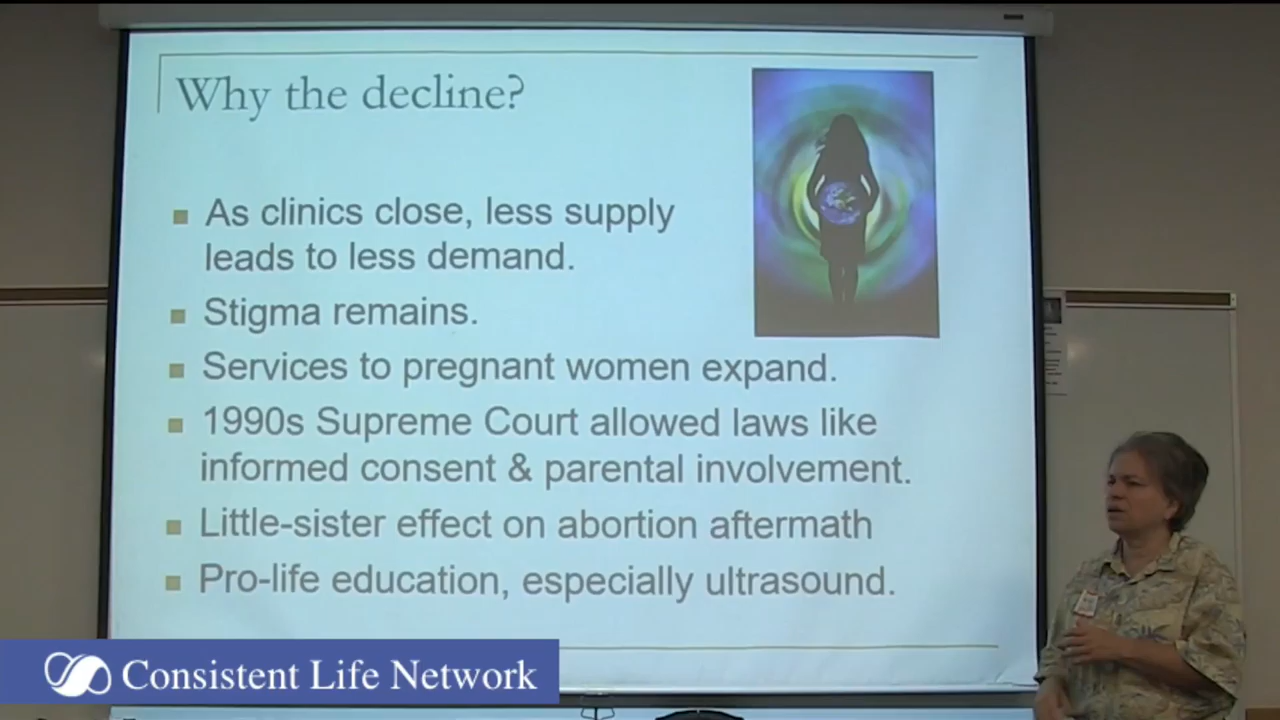 Why the decline?
As clinics close, less supply
leads to less demand.
Stigma remains.
Services to pregnant women expand.
1990s Supreme Court allowed laws like
informed consent & parental involvement.
Little-sister effect on abortion aftermath
Pro-life education, especially ultrasound.
Consistent Life Network